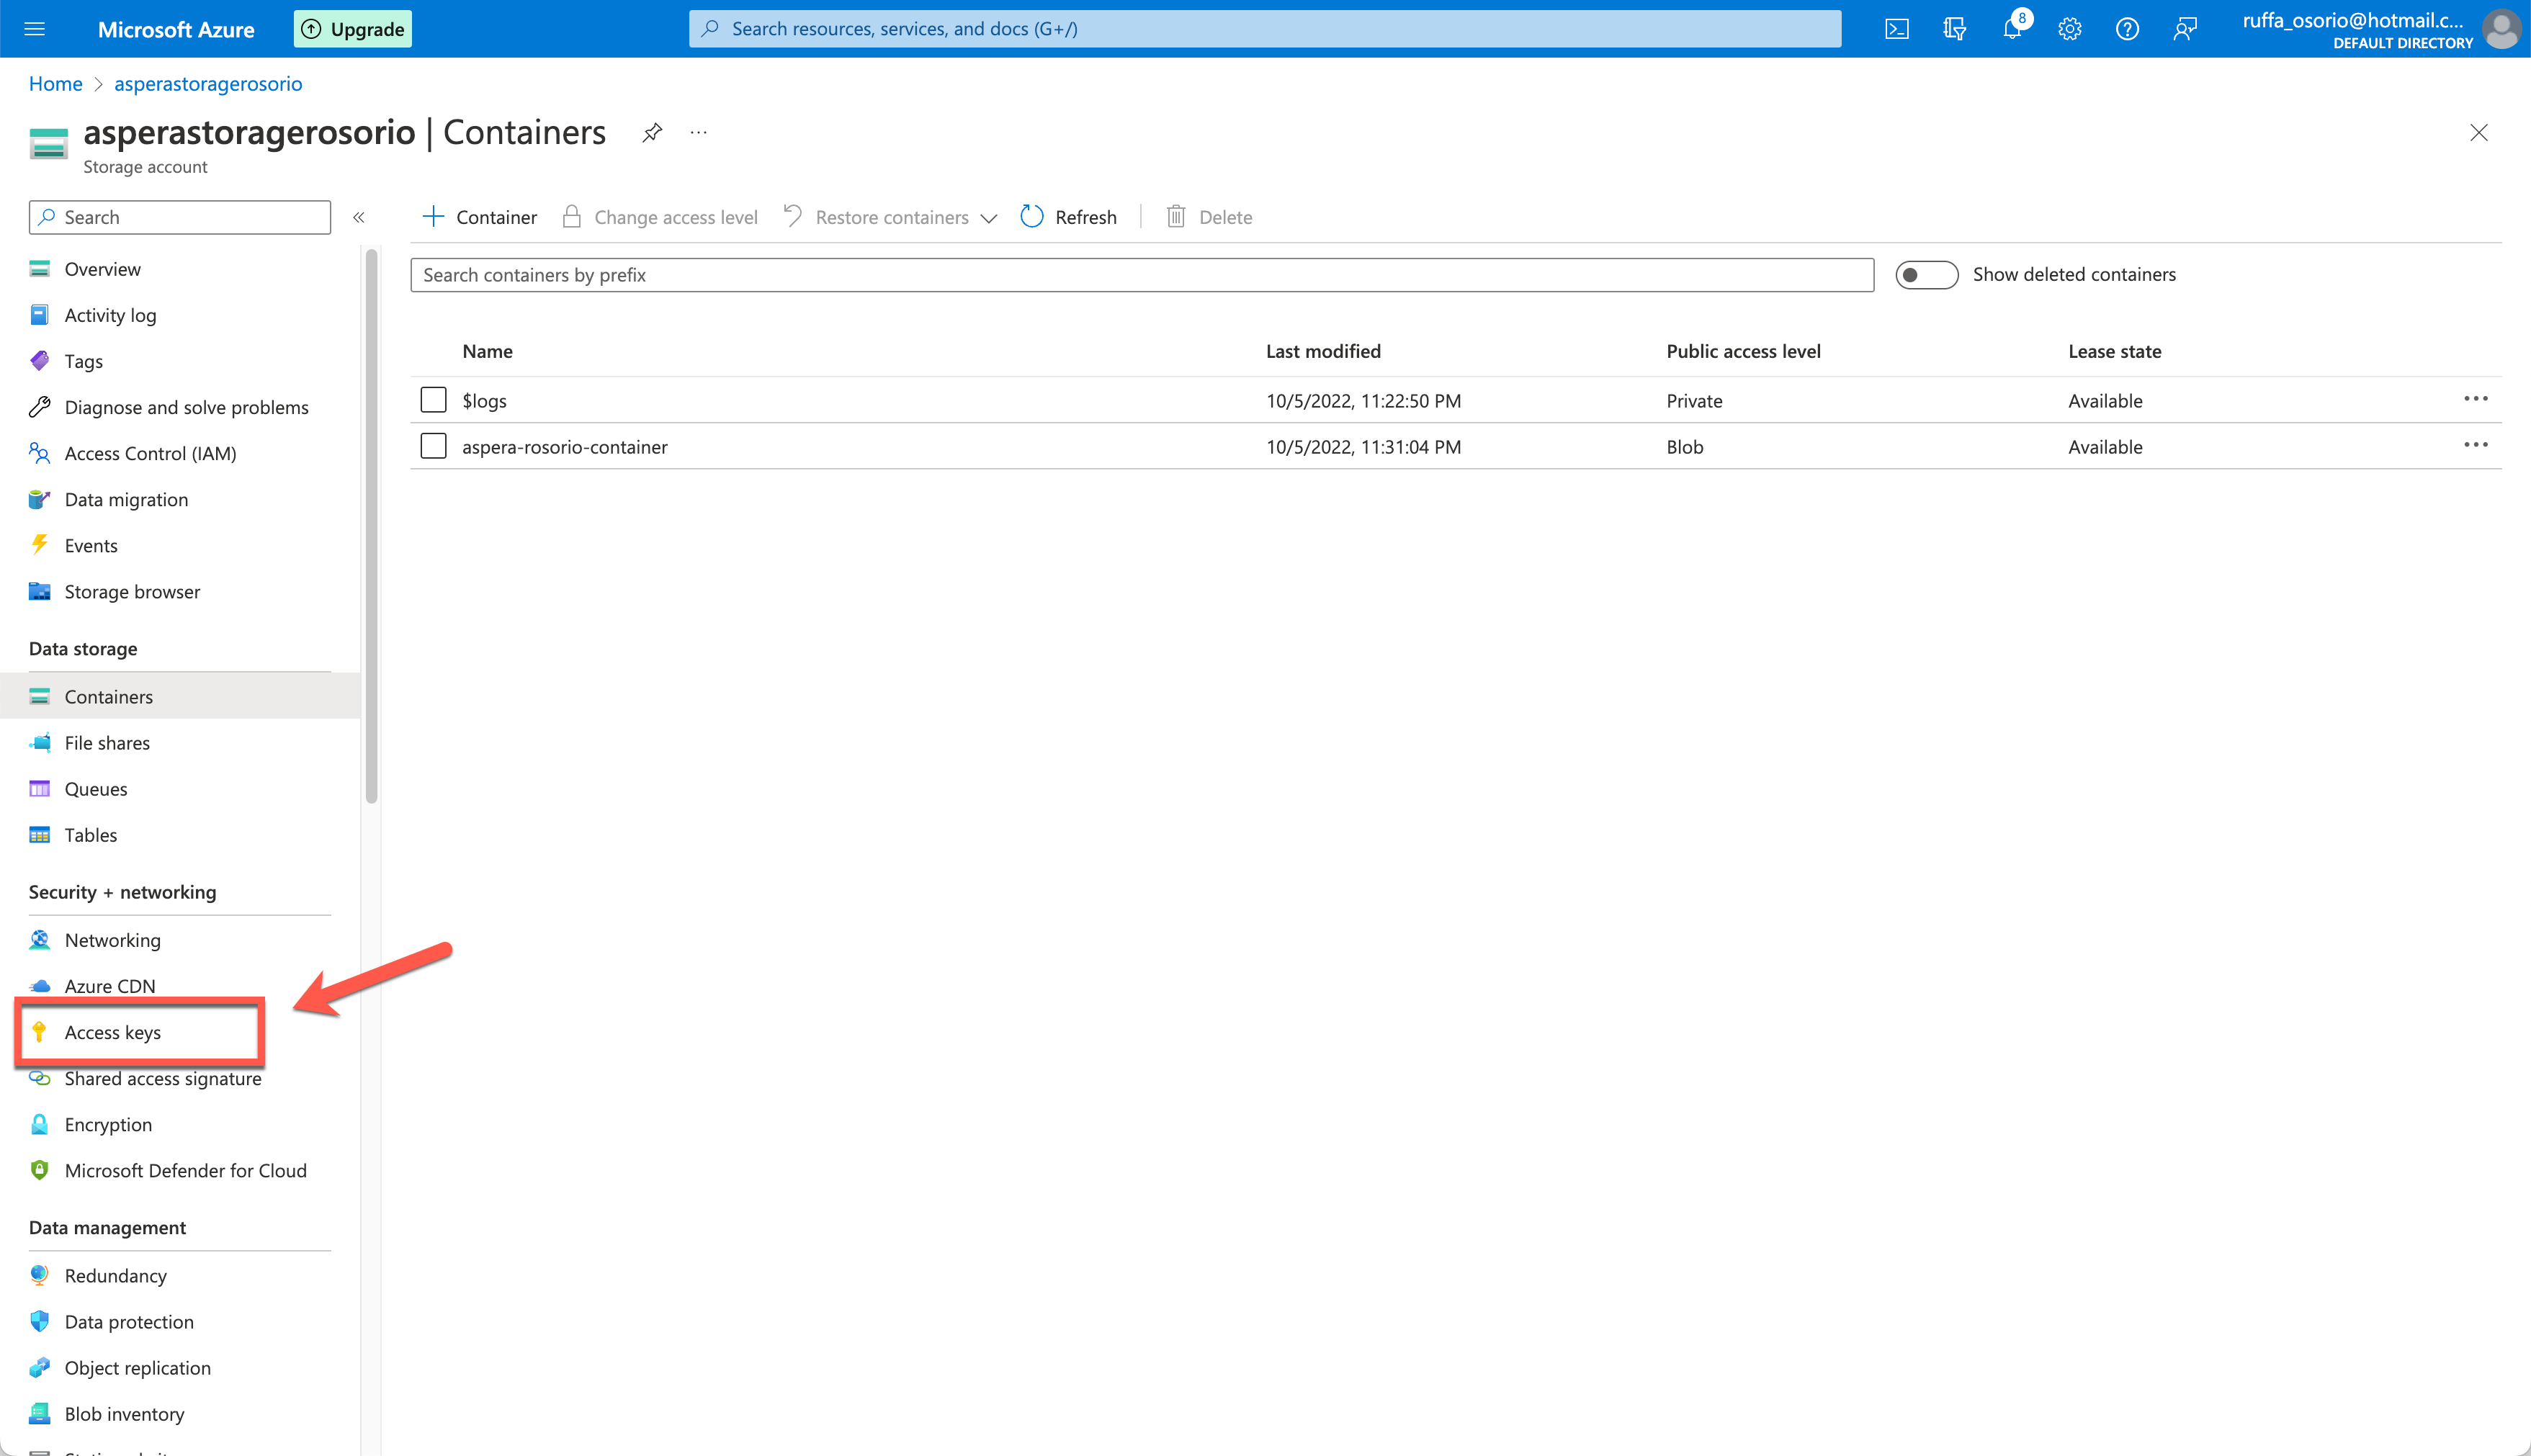 Microsoft Azure
Upgrade
Search resources, services, and docs (G+/)
8
ruffa_osorio@hotmail.c...
DEFAULT DIRECTORY
Home > asperastoragerosorio
asperastoragerosorio | Containers
Storage account
Search
Container
Change access level
Restore containers
Refresh
Delete
Search containers by prefix
Show deleted containers
Name Last modified Public access level Lease state
$logs 10/5/2022, 11:22:50 PM Private Available
aspera-rosorio-container 10/5/2022, 11:31:04 PM Blob Available
Overview
Activity log
Tags
Diagnose and solve problems
Access Control (IAM)
Data migration
Events
Storage browser
Data storage
Containers
File shares
Queues
Tables
Security + networking
Networking
Azure CDN
Access keys
Shared access signature
Encryption
Microsoft Defender for Cloud
Data management
Redundancy
Data protection
Object replication
Blob inventory